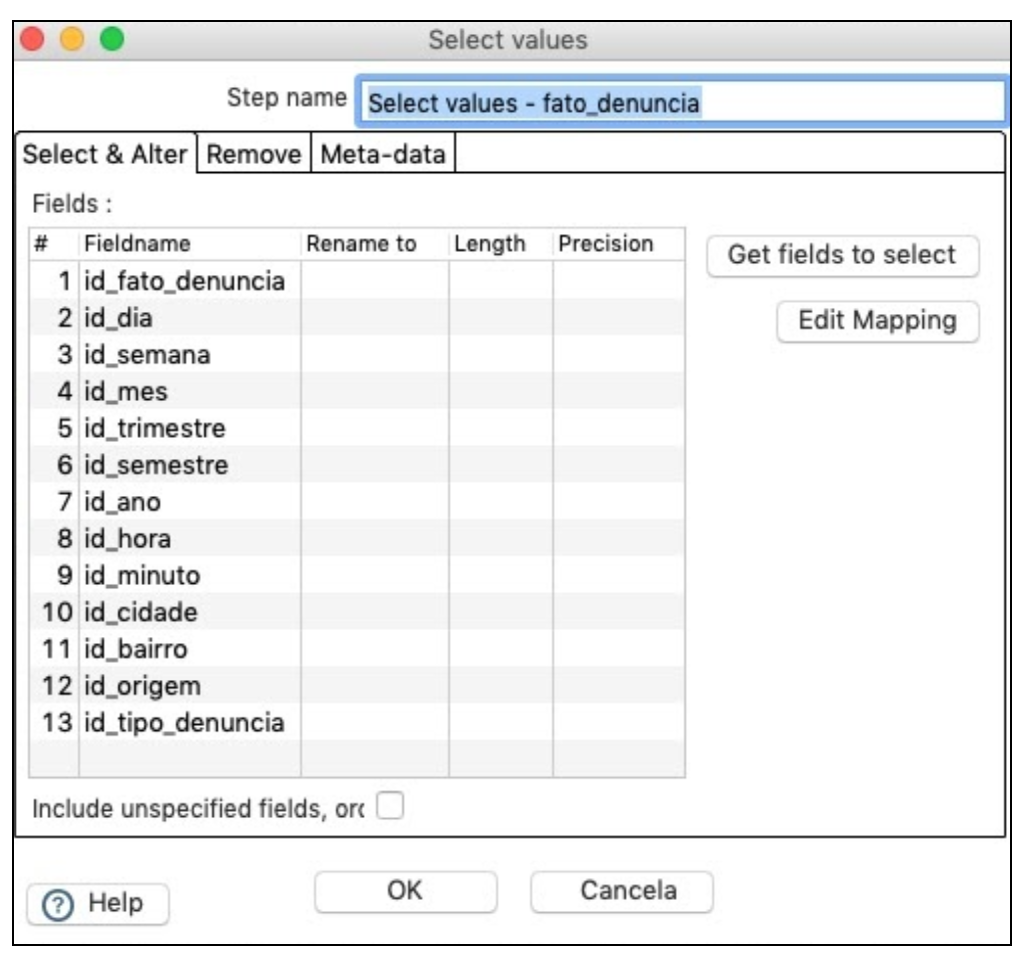 Select values
Step name Select values - fato_denuncia
Select & Alter Remove Meta-data
Fields :
# Fieldname Rename to Length Precision
Get fields to select
1 id_fato_denuncia
2 id_dia
Edit Mapping
3 id_semana
4 id_mes
5 id_trimestre
6 id_semestre
7 id_ano
8 id_hora
9 id_minuto
10 id_cidade
11 id_bairro
12 id_origem
13 id_tipo_denuncia
Include unspecified fields, orc
? Help OK Cancela